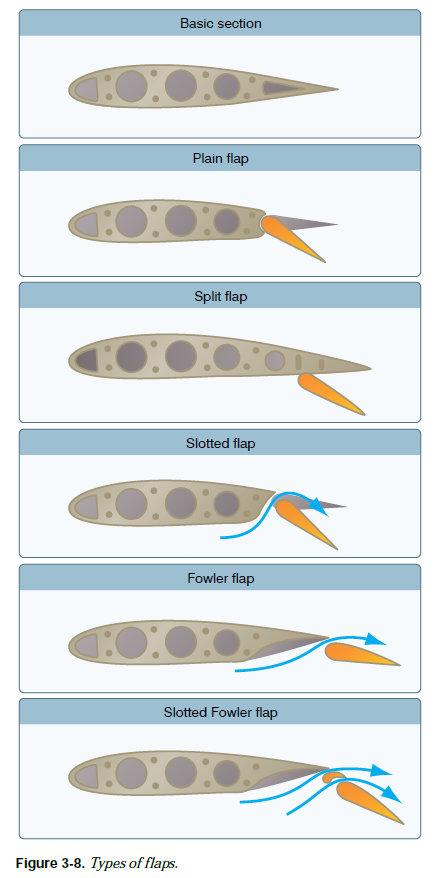 Basic section
Plain flap
Split flap
Slotted flap
Fowler flap
Slotted Fowler flap
Figure 3-8. Types of flaps.